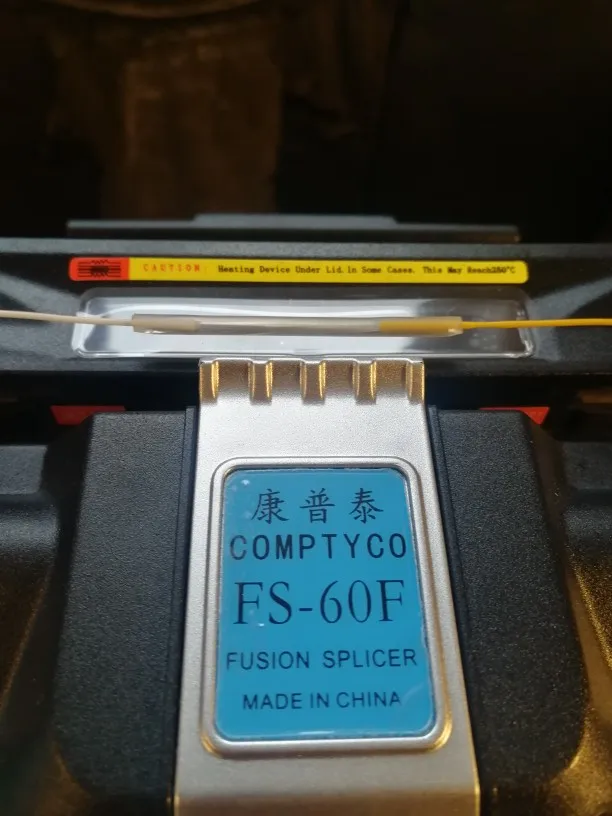 CAUTION: Heating Device Under Lid.in Some Cases. This May Reach250°C
康普泰
COMPTYCO
FS-60F
FUSION SPLICER
MADE IN CHINA